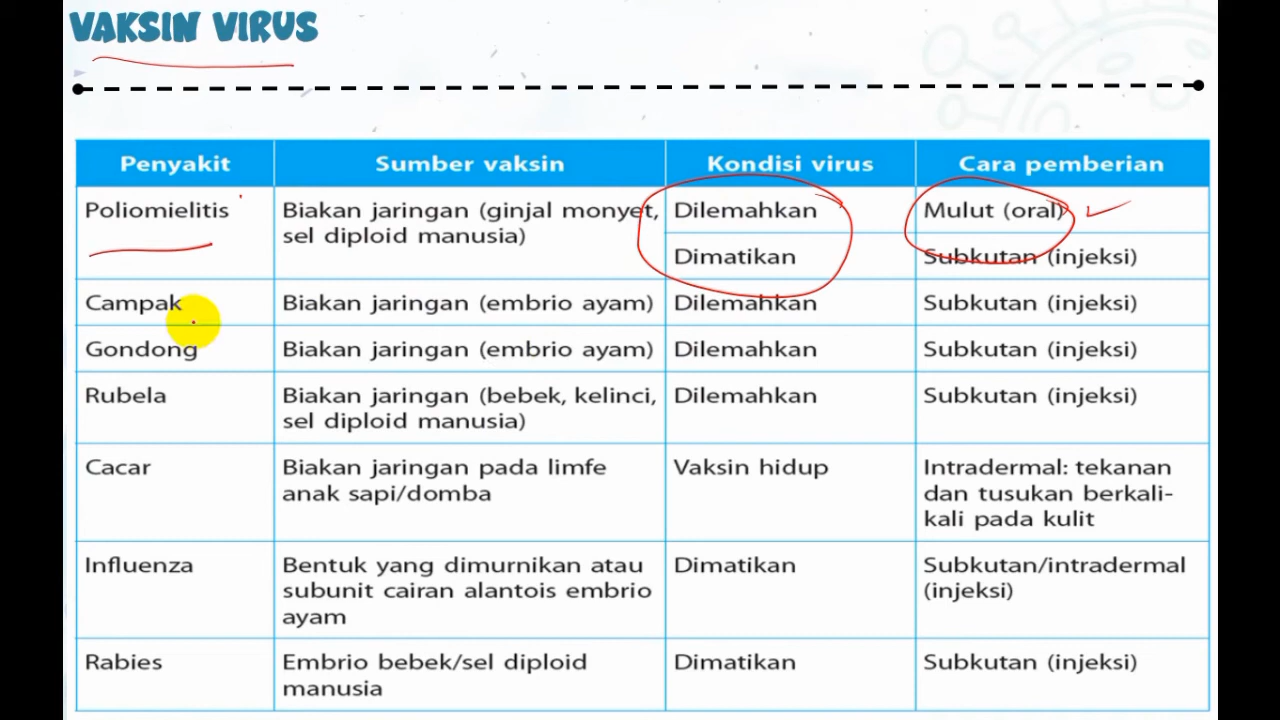 VAKSIN VIRUS
Penyakit Sumber vaksin Kondisi virus Cara pemberian
Poliomielitis Biakan jaringan (ginjal monyet, Dilemahkan Mulut (oral)
sel diploid manusia)
Dimatikan Subkutan (injeksi)
Campak Biakan jaringan (embrio ayam) Dilemahkan Subkutan (injeksi)
Gondong Biakan jaringan (embrio ayam) Dilemahkan Subkutan (injeksi)
Rubela Biakan jaringan (bebek, kelinci, Dilemahkan Subkutan (injeksi)
sel diploid manusia)
Cacar Biakan jaringan pada limfe Vaksin hidup Intradermal: tekanan
anak sapi/domba dan tusukan berkali-
kali pada kulit
Influenza Bentuk yang dimurnikan atau Dimatikan Subkutan/intradermal
subunit cairan alantois embrio (injeksi)
ayam
Rabies Embrio bebek/sel diploid Dimatikan Subkutan (injeksi)
manusia